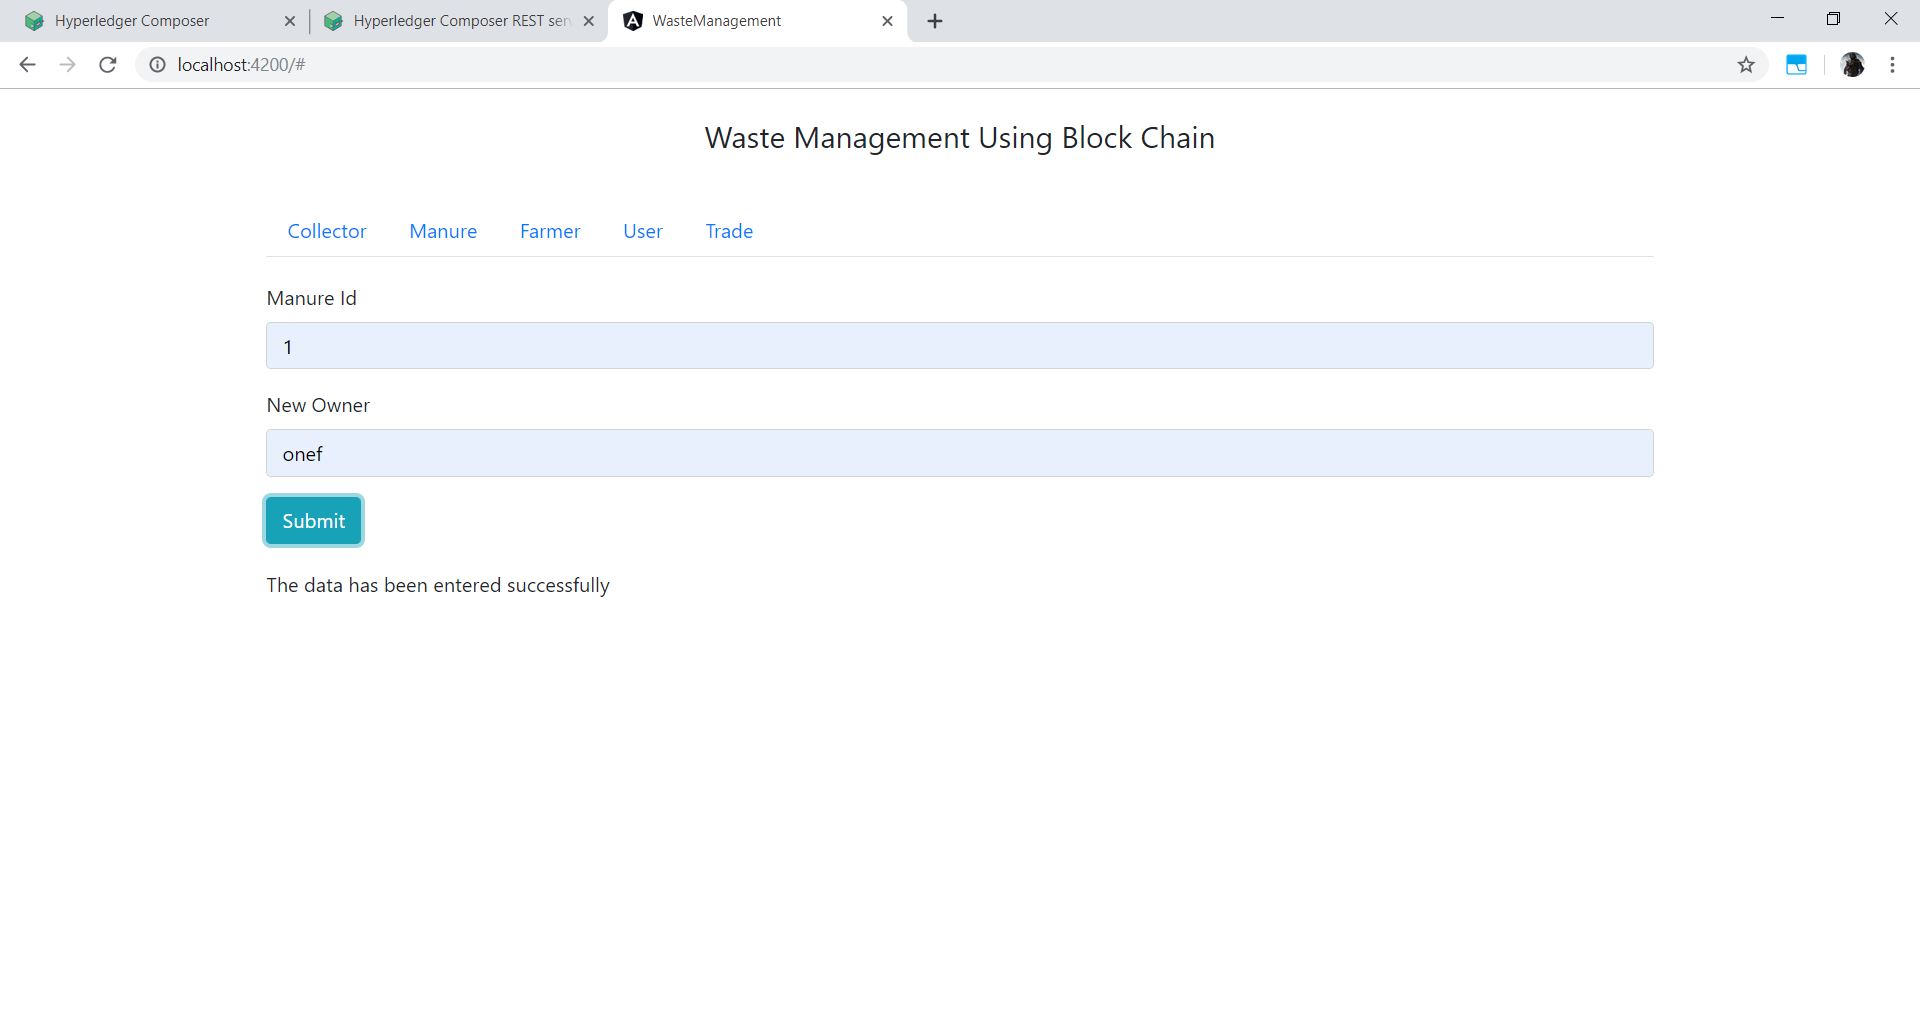 Hyperledger Composer
Hyperledger Composer REST ser
WasteManagement
localhost:4200/#
Waste Management Using Block Chain
Collector Manure Farmer User Trade
Manure Id
1
New Owner
onef
Submit
The data has been entered successfully